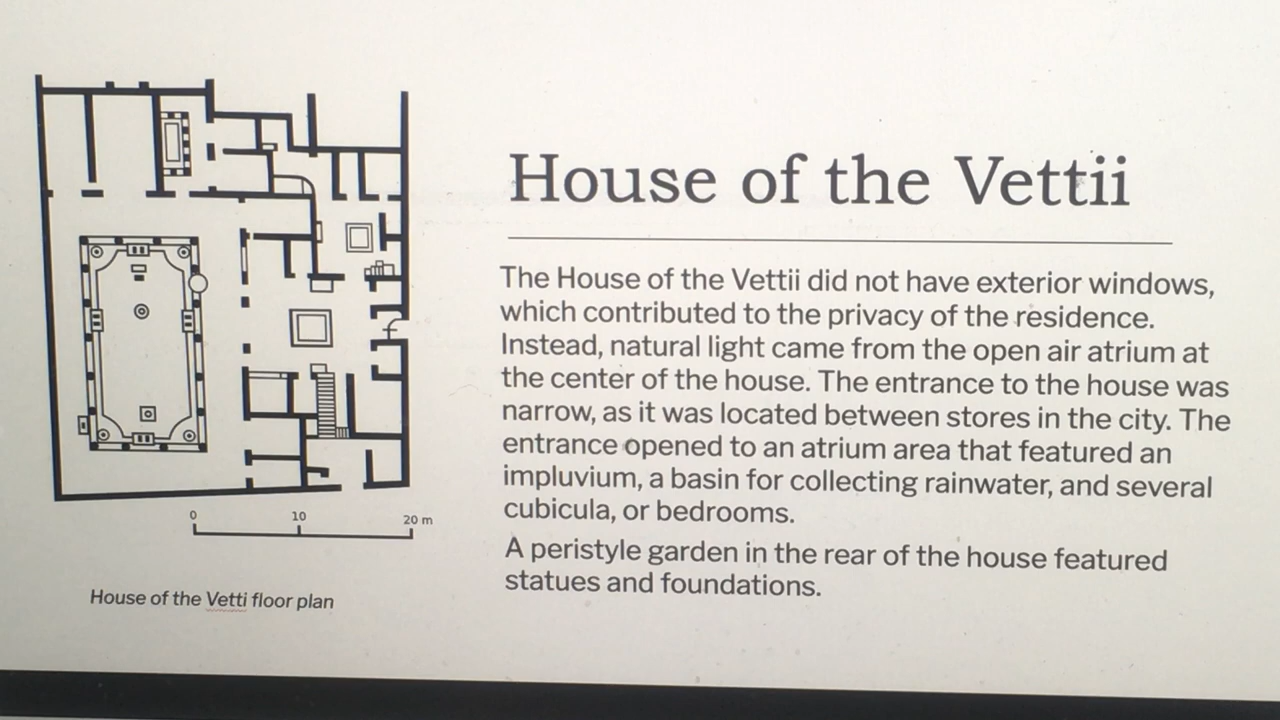 House of the Vettii
The House of the Vettii did not have exterior windows,
which contributed to the privacy of the residence.
Instead, natural light came from the open air atrium at
the center of the house. The entrance to the house was
narrow, as it was located between stores in the city. The
entrance opened to an atrium area that featured an
impluvium, a basin for collecting rainwater, and several
cubicula, or bedrooms.
A peristyle garden in the rear of the house featured
statues and foundations.
0 10 20 m
House of the Vetti floor plan